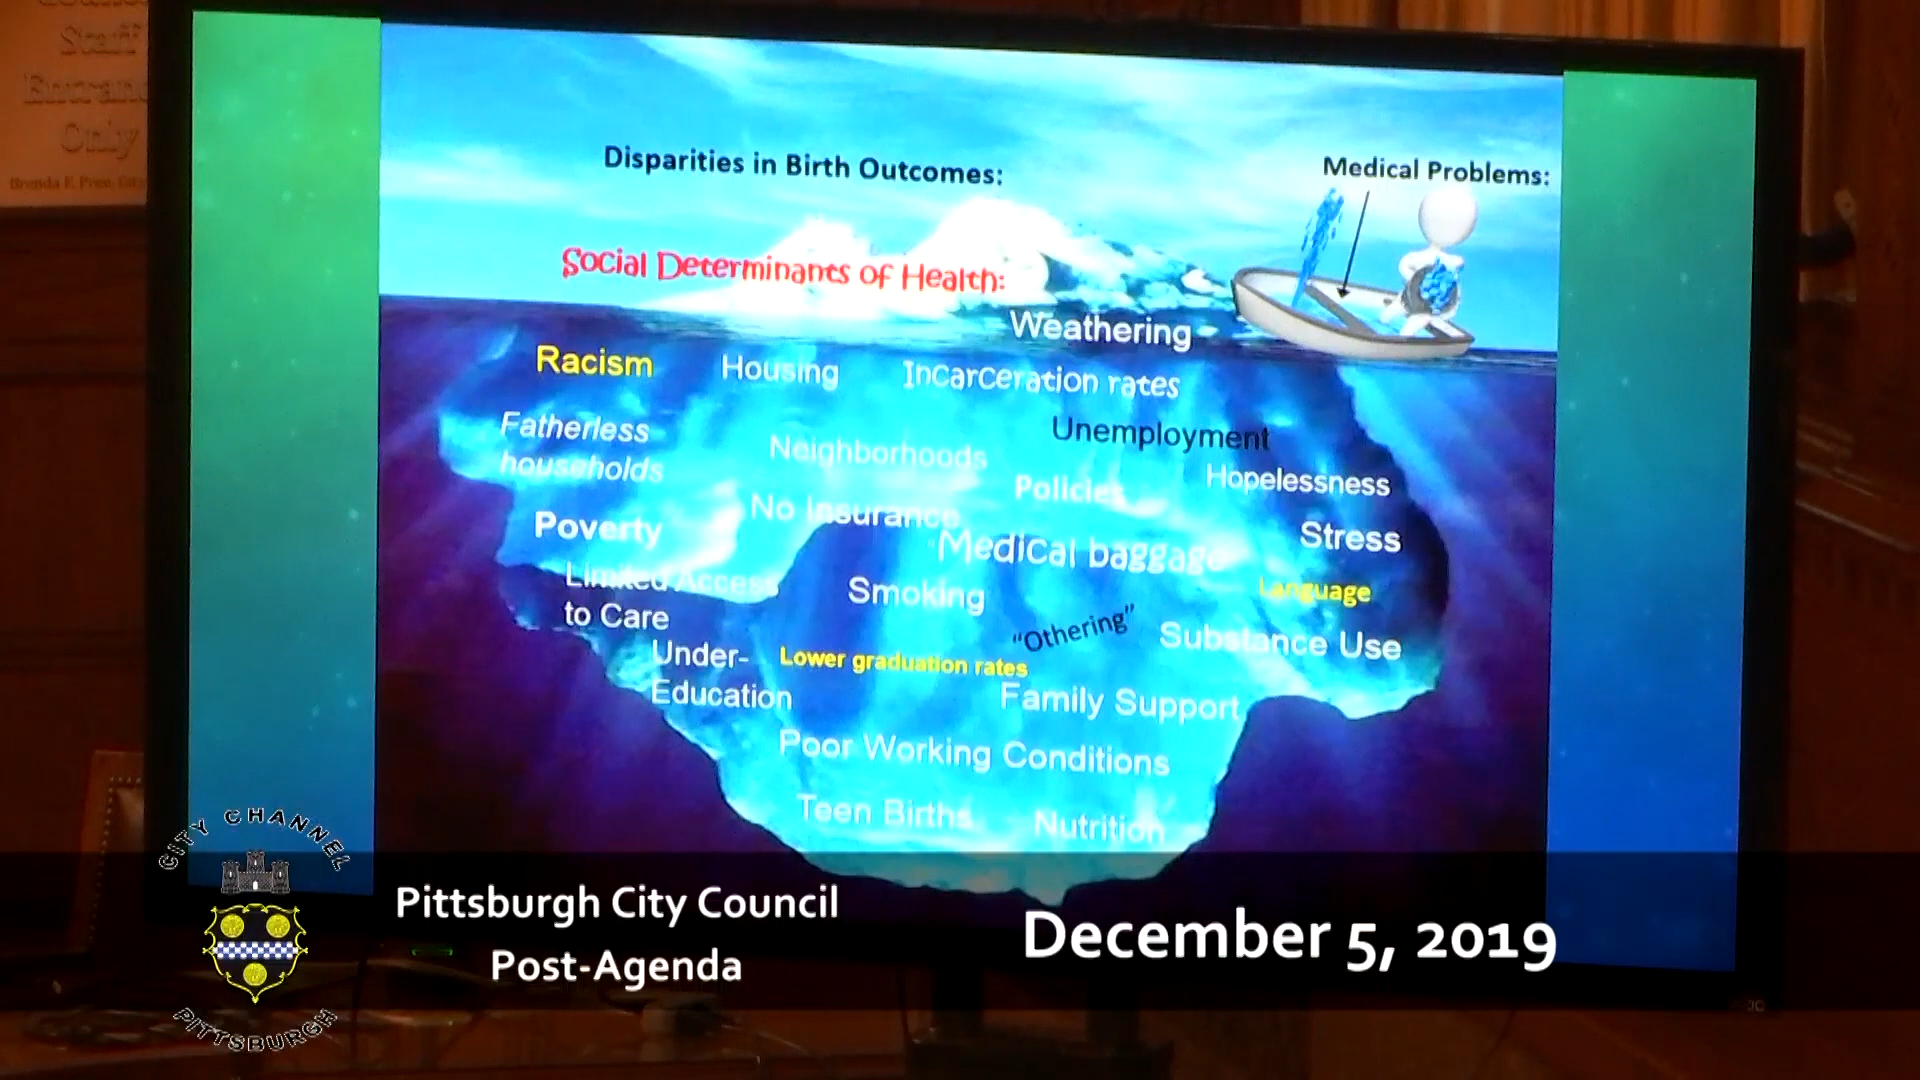 Staff
Entrance
Only
Disparities in Birth Outcomes:
Medical Problems:
Social Determinants of Health:
Weathering
Racism
Housing
Incarceration rates
Fatherless
households
Neighborhoods
Unemployment
Policies
Hopelessness
Poverty
No Insurance
"Medical baggage"
Stress
Limited Access
to Care
Smoking
Language
"Othering"
Substance Use
Under-
Education
Lower graduation rates
Family Support
Poor Working Conditions
Teen Births
Nutrition
CITY CHANNEL
PITTSBURGH
Pittsburgh City Council
Post-Agenda
December 5, 2019